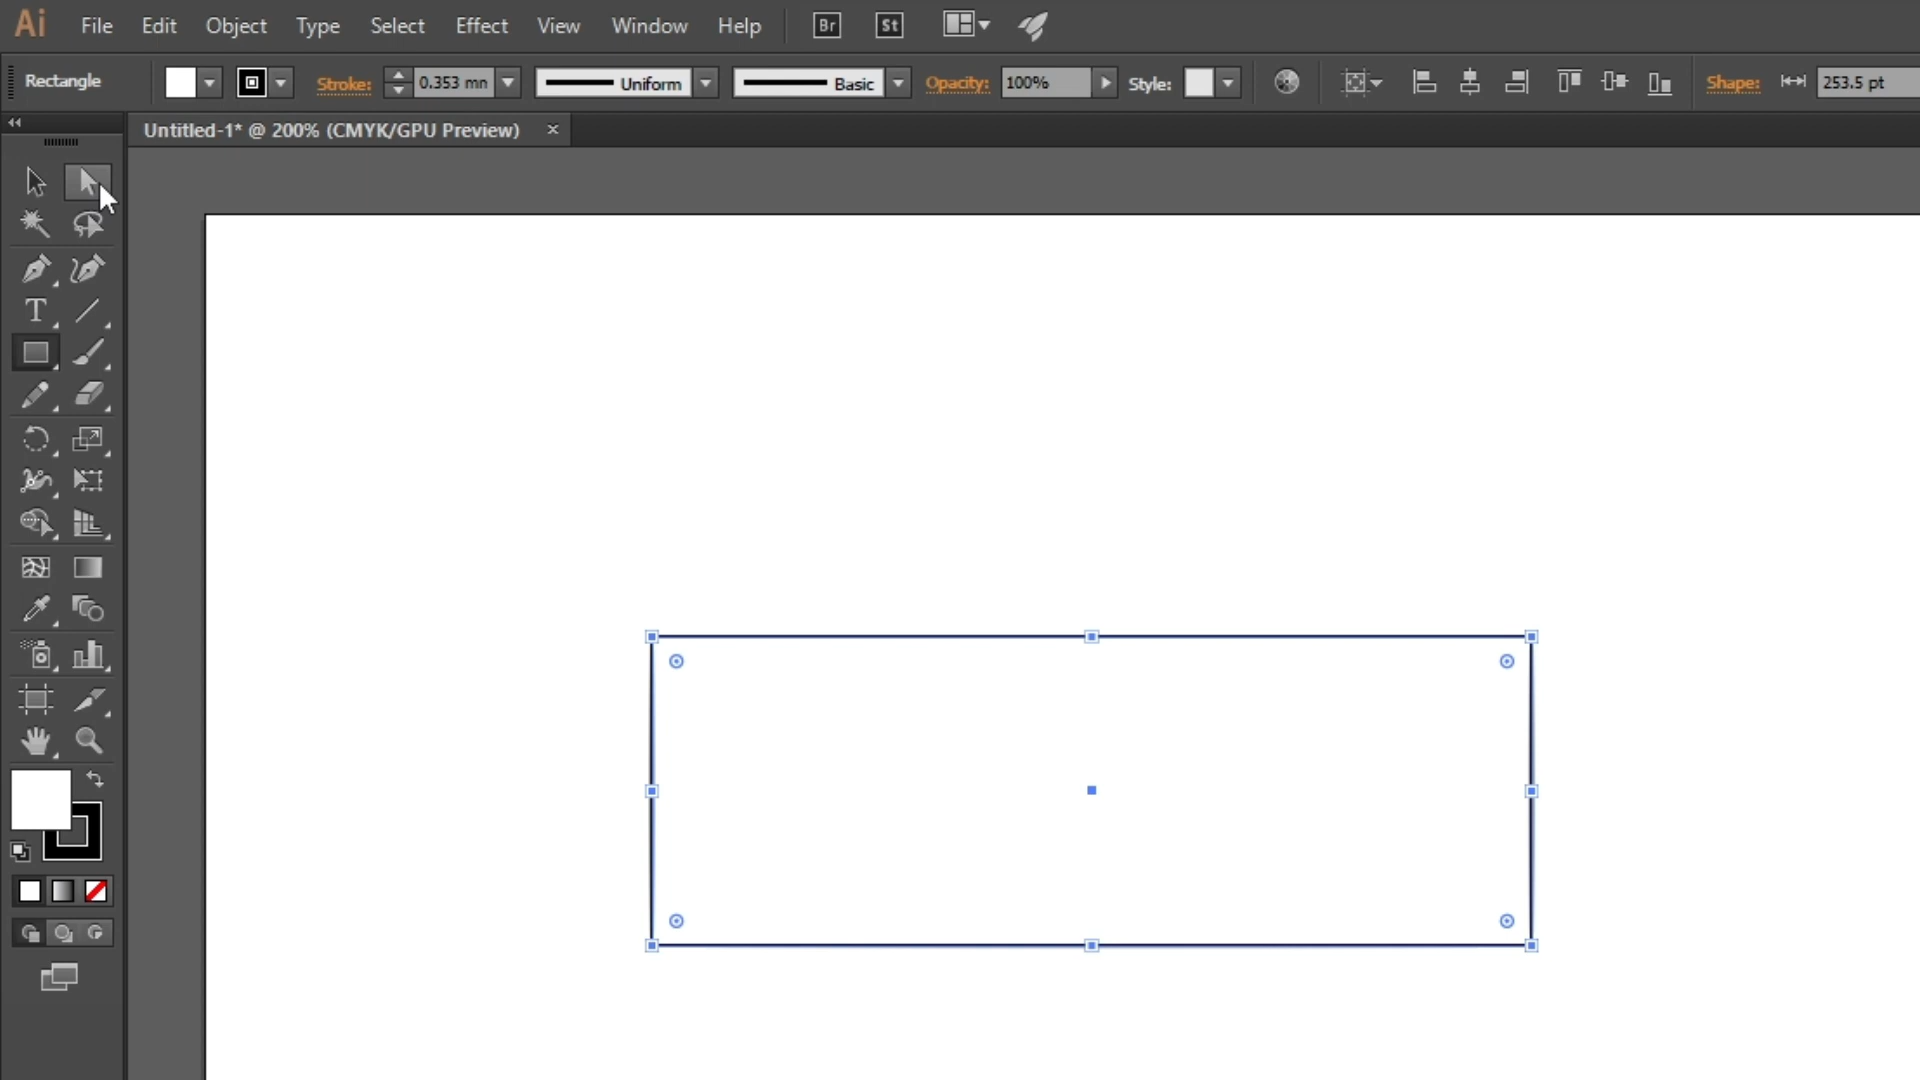 Ai File Edit Object Type Select Effect View Window Help Br St
Rectangle Stroke: 0.353 mn Uniform Basic Opacity: 100% Style: Shape: 253.5 pt
Untitled-1* @ 200% (CMYK/GPU Preview) ×
T